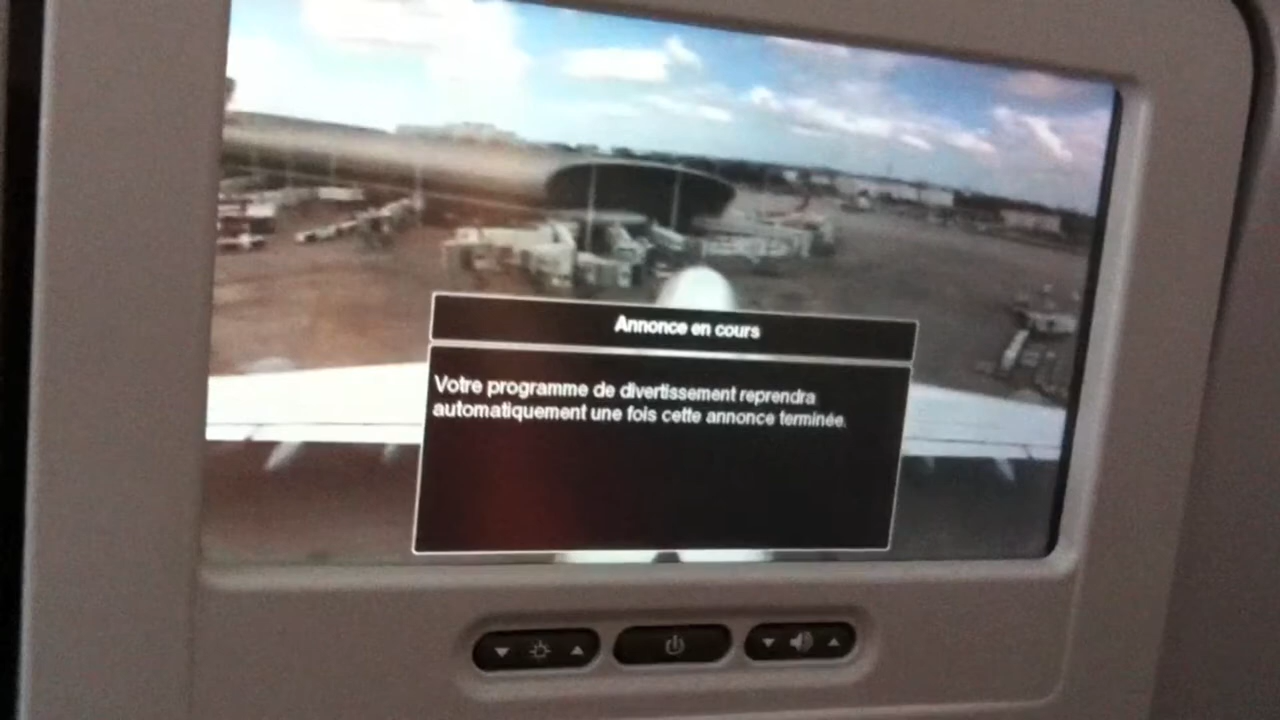 Annonce en cours
Votre programme de divertissement reprendra
automatiquement une fois cette annonce terminée.